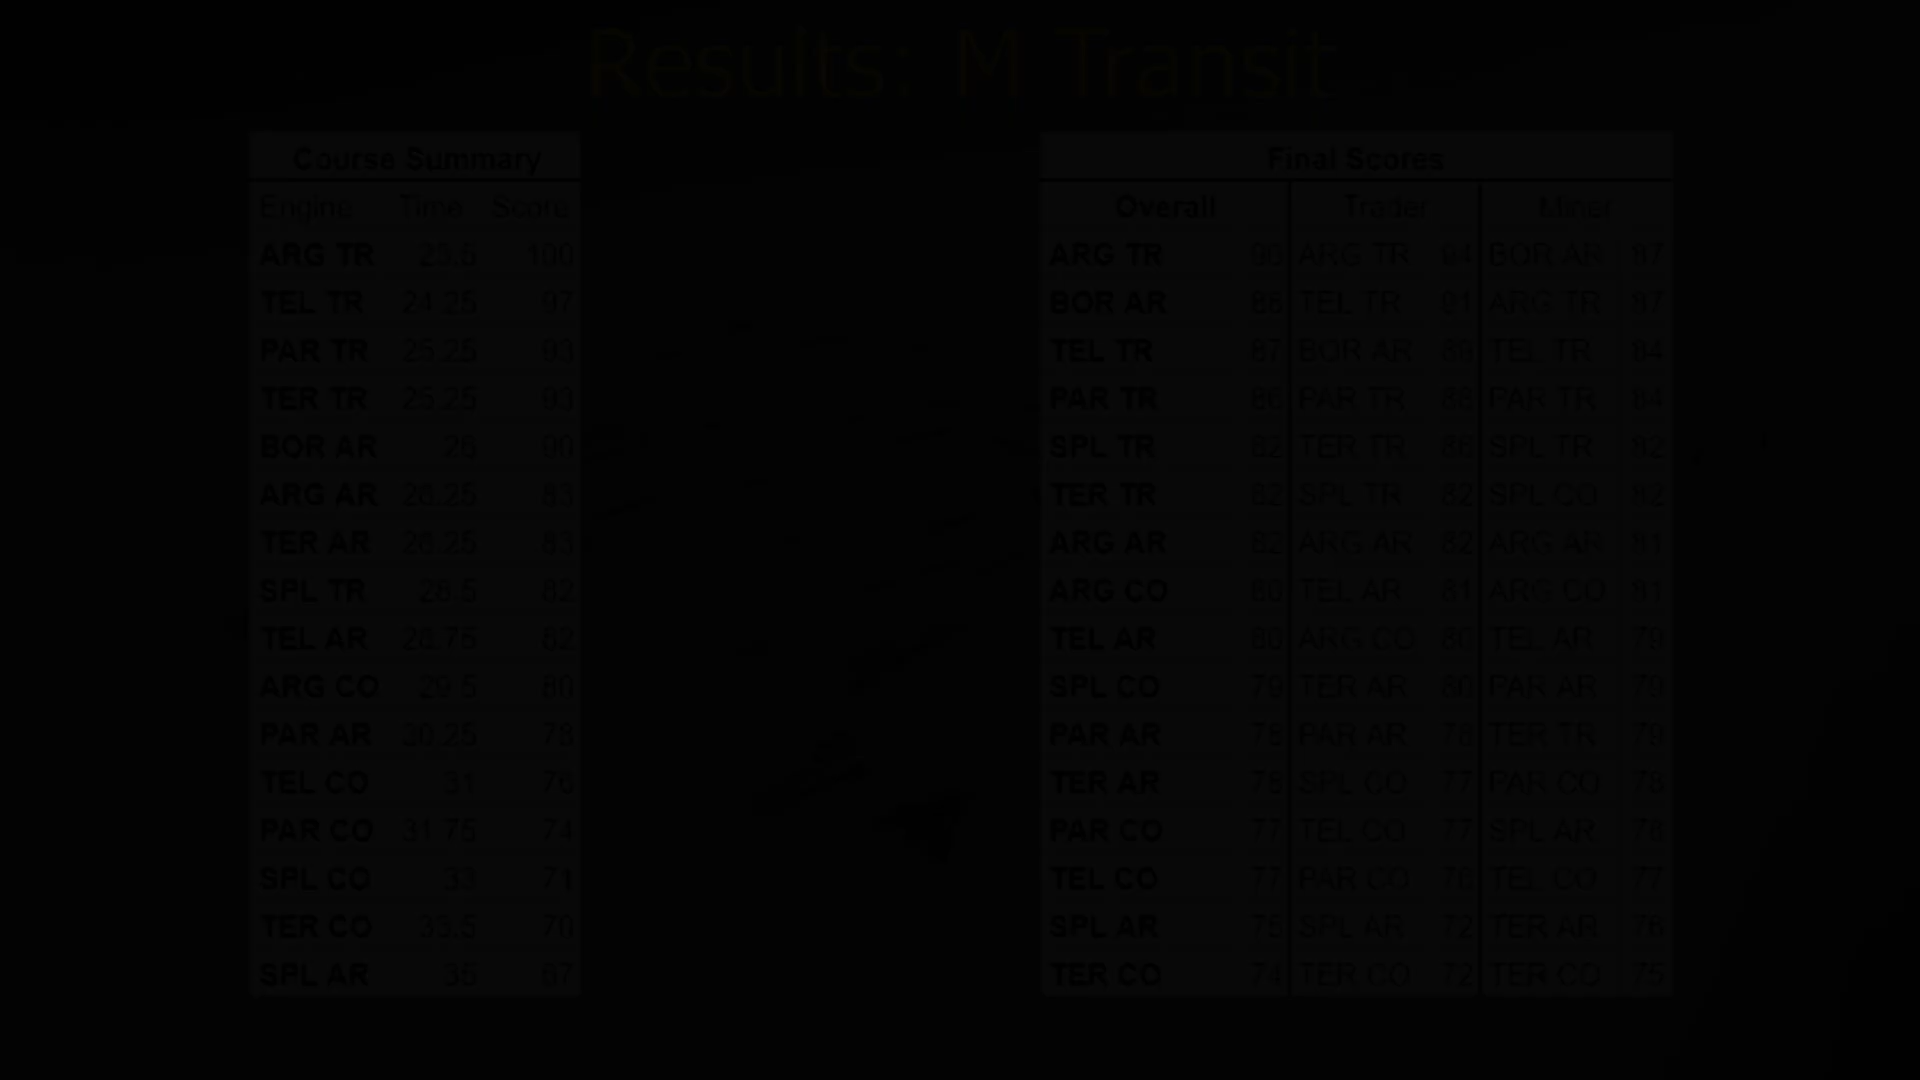 Results: M Transit
Course Summary
Engine Time Score
ARG TR 23.5 100
TEL TR 24.25 97
PAR TR 25.25 93
TER TR 25.25 93
BOR AR 26 90
ARG AR 28.25 83
TER AR 28.25 83
SPL TR 28.5 82
TEL AR 28.75 82
ARG CO 29.5 80
PAR AR 30.25 78
TEL CO 31 76
PAR CO 31.75 74
SPL CO 33 71
TER CO 33.5 70
SPL AR 35 67
Final Scores
Overall Trader Miner
ARG TR 90 ARG TR 94 BOR AR 87
BOR AR 88 TEL TR 91 ARG TR 87
TEL TR 87 BOR AR 89 TEL TR 84
PAR TR 86 PAR TR 88 PAR TR 84
SPL TR 82 TER TR 86 SPL TR 82
TER TR 82 SPL TR 82 SPL CO 82
ARG AR 82 ARG AR 82 ARG AR 81
ARG CO 80 TEL AR 81 ARG CO 81
TEL AR 80 ARG CO 80 TEL AR 79
SPL CO 79 TER AR 80 PAR AR 79
PAR AR 78 PAR AR 78 TER TR 79
TER AR 78 SPL CO 77 PAR CO 78
PAR CO 77 TEL CO 77 SPL AR 78
TEL CO 77 PAR CO 76 TEL CO 77
SPL AR 75 SPL AR 72 TER AR 76
TER CO 74 TER CO 72 TER CO 75